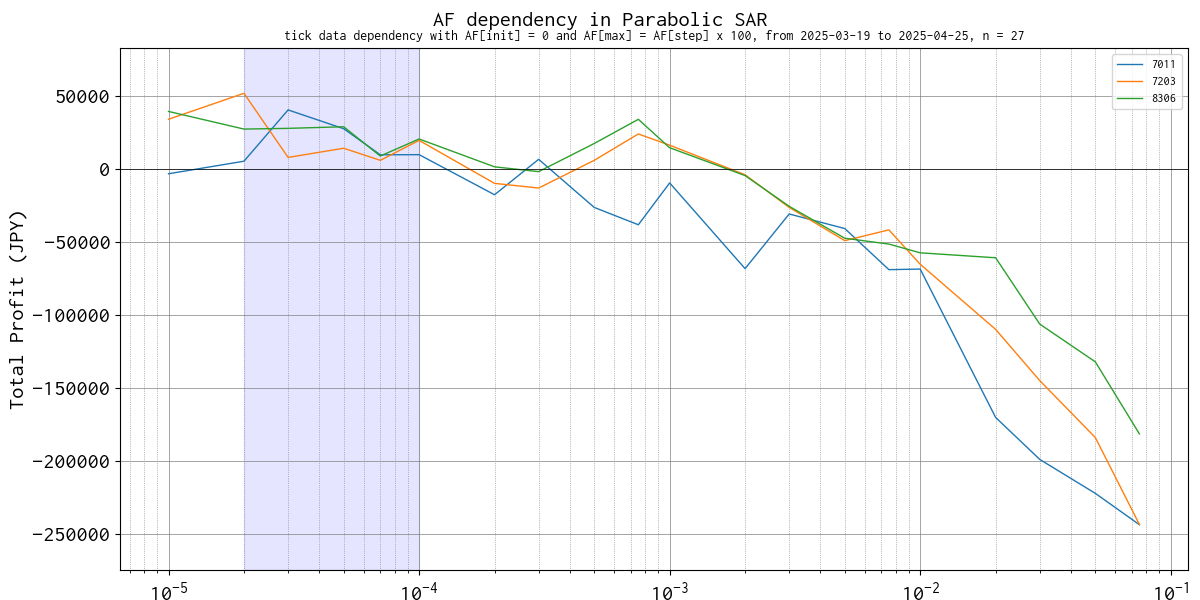 AF dependency in Parabolic SAR
tick data dependency with AF[init] = 0 and AF[max] = AF[step] x 100, from 2025-03-19 to 2025-04-25, n = 27
7011
7203
8306
Total Profit (JPY)
50000
0
−50000
−100000
−150000
−200000
−250000
10⁻⁵ 10⁻⁴ 10⁻³ 10⁻² 10⁻¹